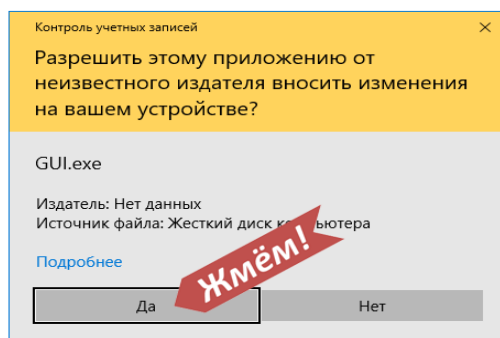 Контроль учетных записей
Разрешить этому приложению от
неизвестного издателя вносить изменения
на вашем устройстве?
GUI.exe
Издатель: Нет данных
Источник файла: Жесткий диск компьютера
Подробнее
Жмём!
Да
Нет